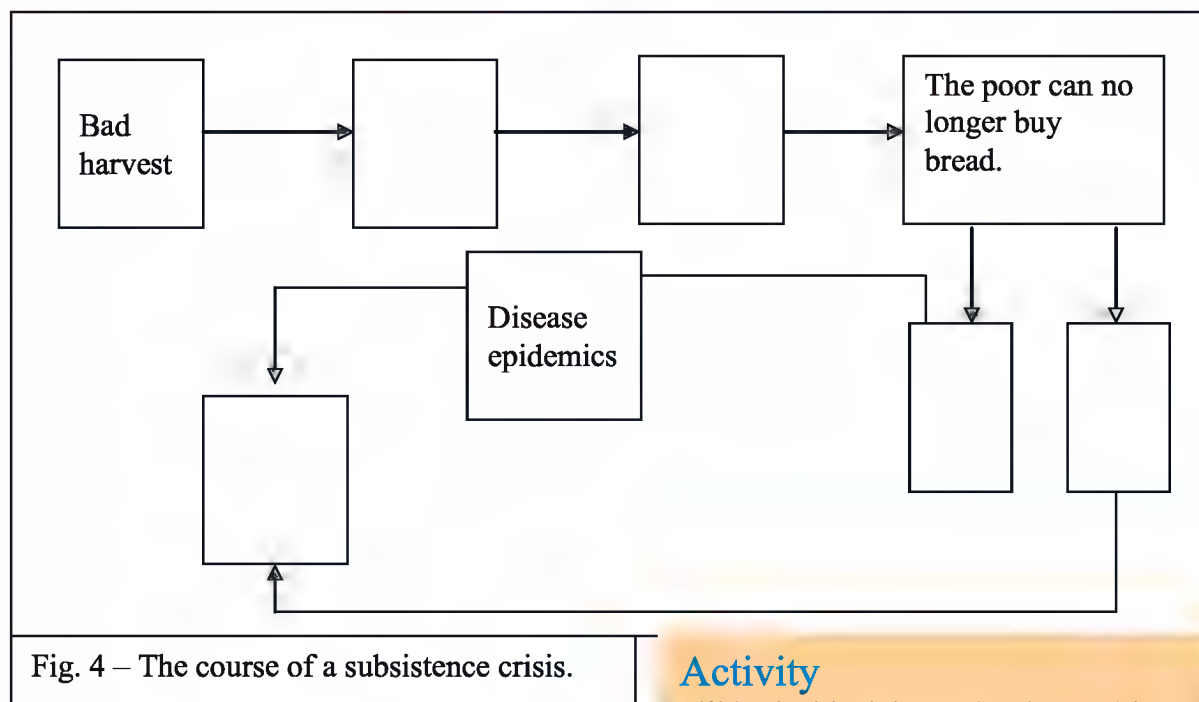 Bad
harvest
The poor can no
longer buy
bread.
Disease
epidemics
Fig. 4 – The course of a subsistence crisis.
Activity